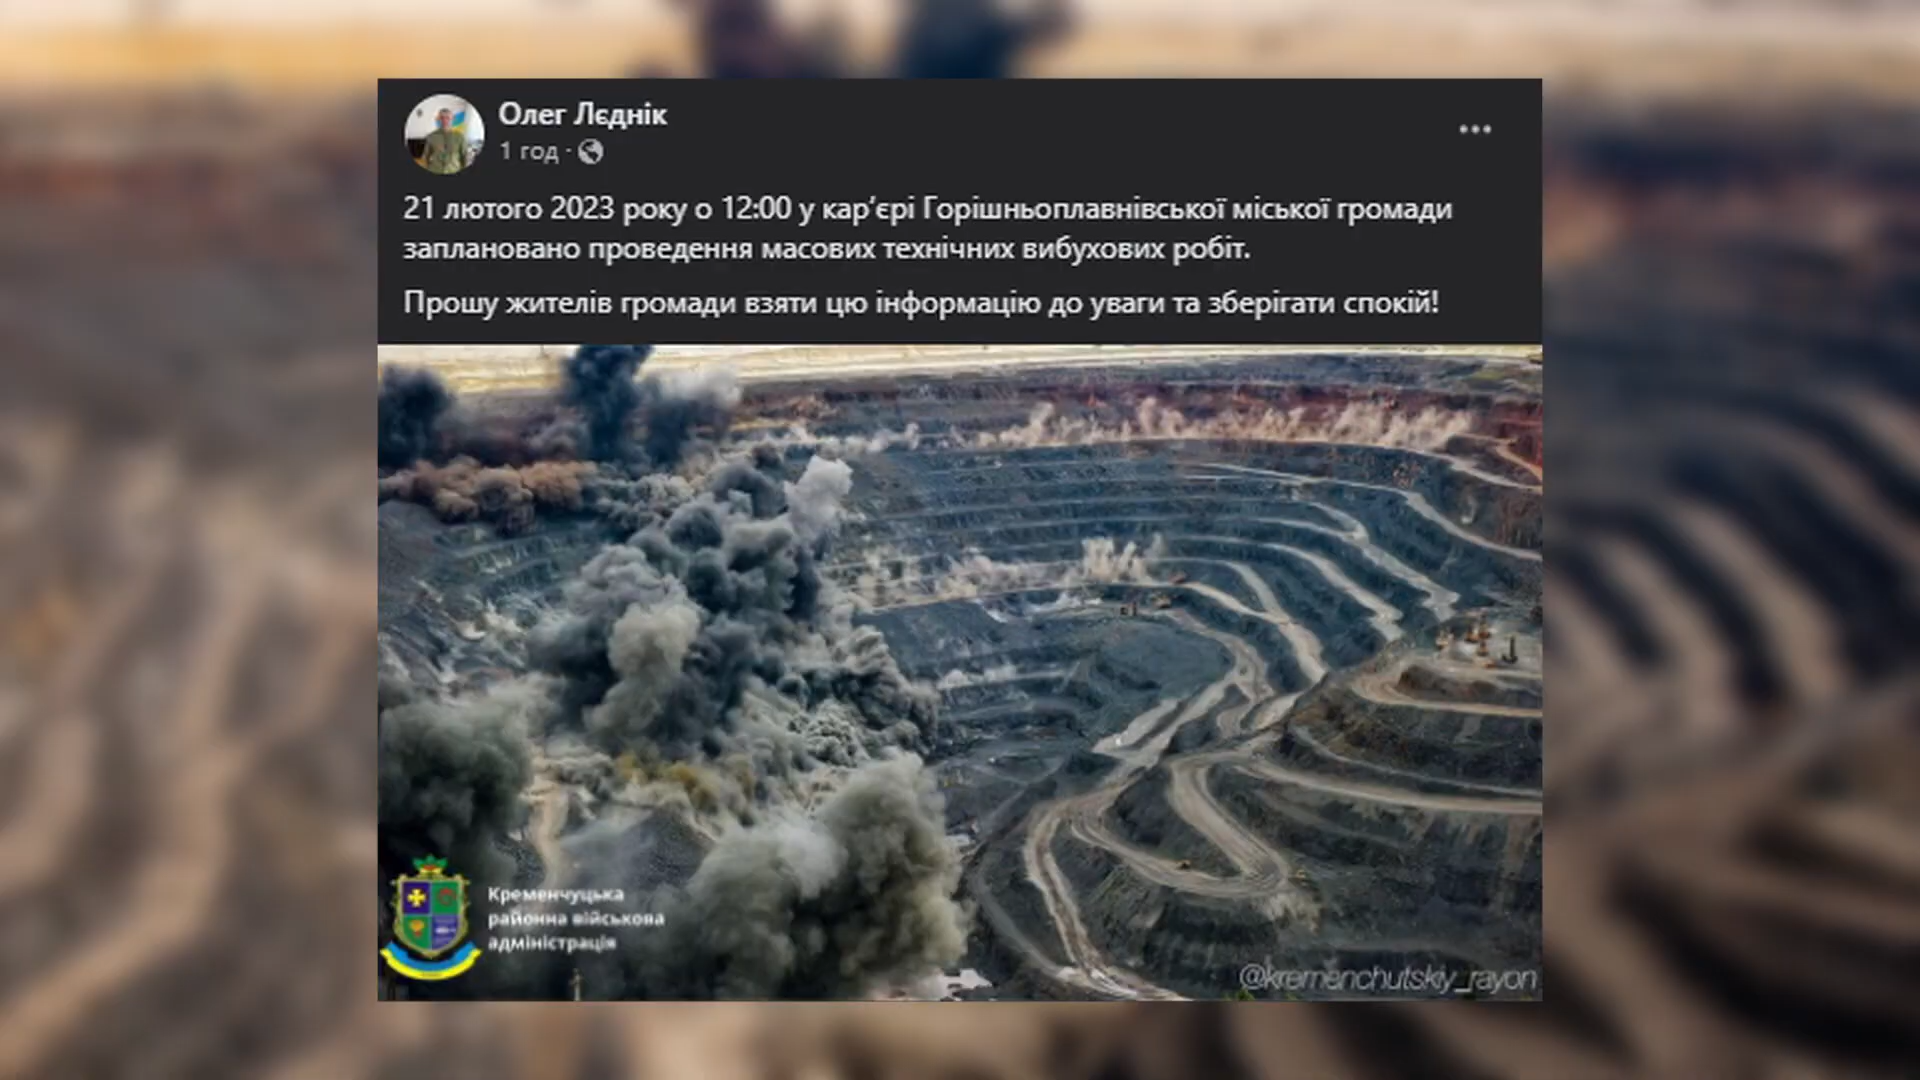 Олег Лєднік
1 год ·
21 лютого 2023 року о 12:00 у кар’єрі Горішньоплавнівської міської громади
заплановано проведення масових технічних вибухових робіт.
Прошу жителів громади взяти цю інформацію до уваги та зберігати спокій!
Кременчуцька
районна військова
адміністрація
@kremenchutskiy_rayon